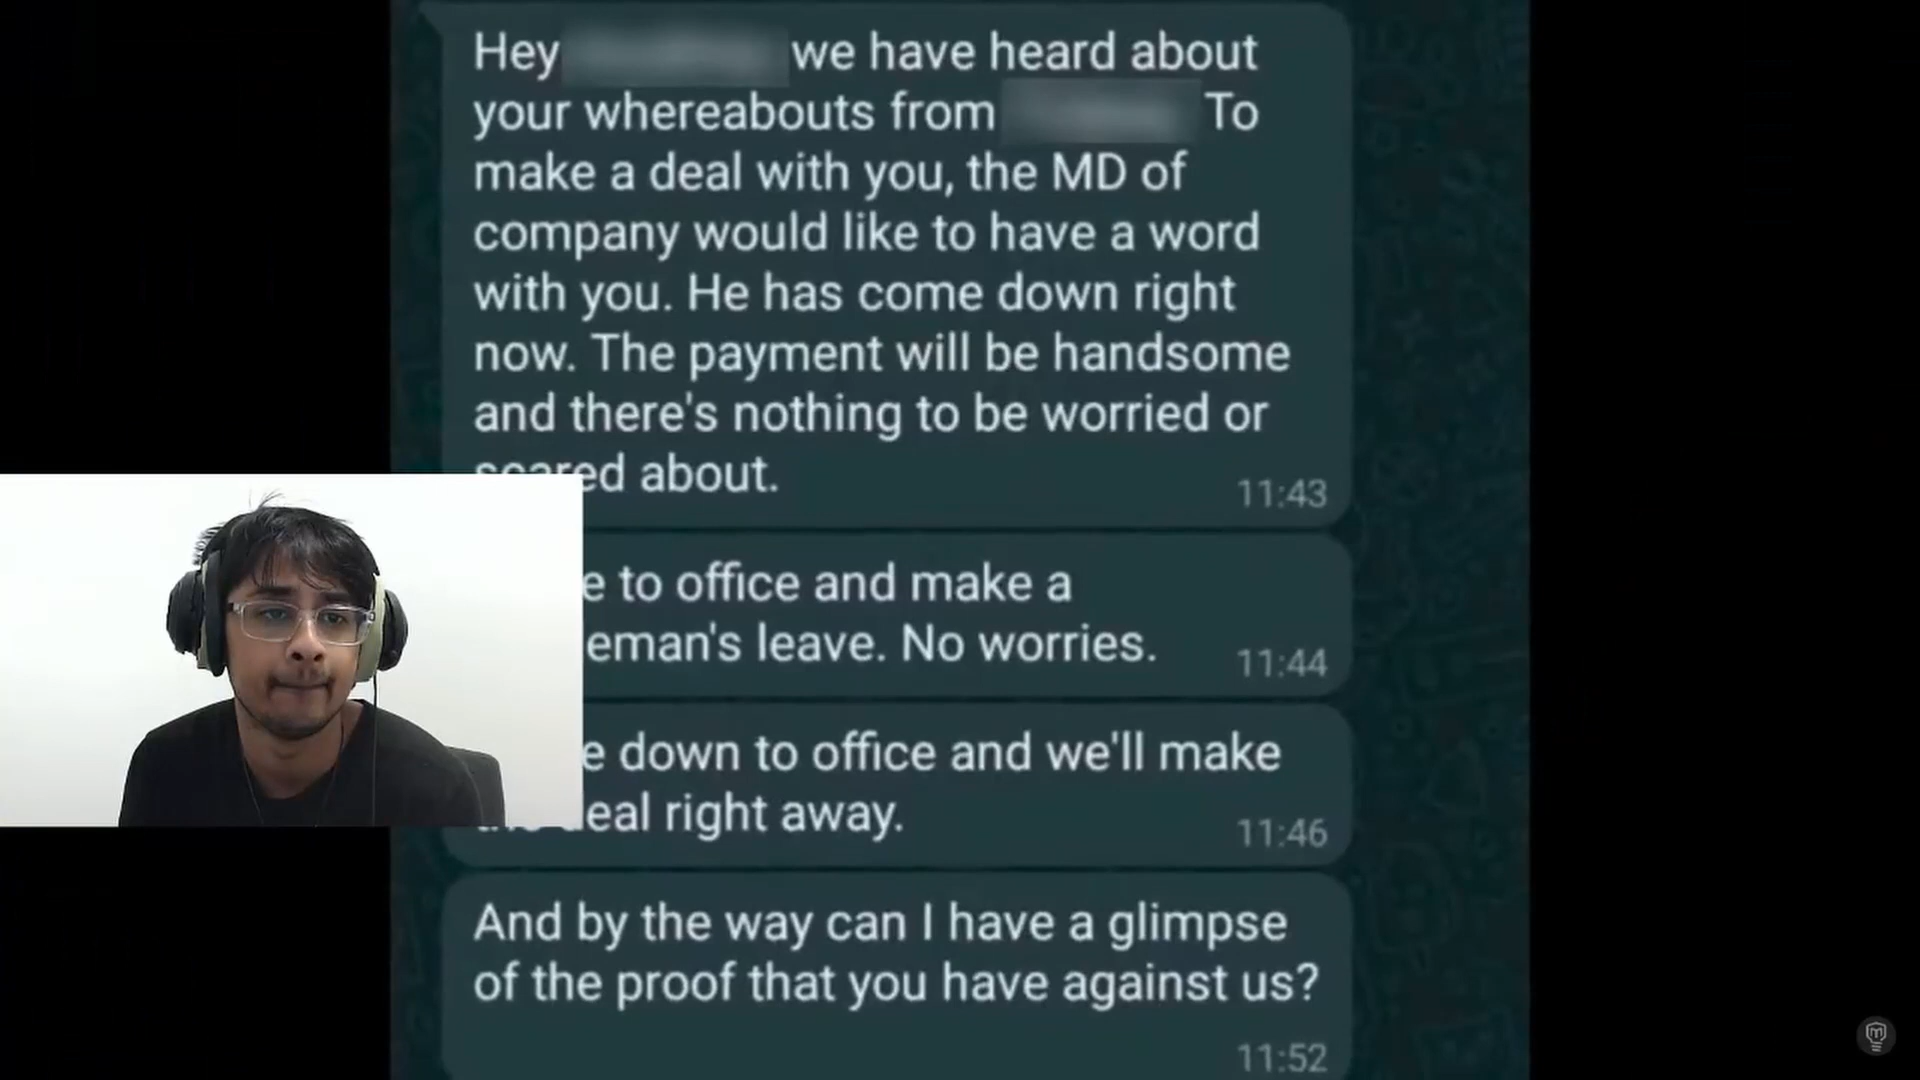 Hey we have heard about
your whereabouts from To
make a deal with you, the MD of
company would like to have a word
with you. He has come down right
now. The payment will be handsome
and there's nothing to be worried or
about.
11:43
to office and make a
leave. No worries.
11:44
down to office and we'll make
right away.
11:46
And by the way can I have a glimpse
of the proof that you have against us?
11:52